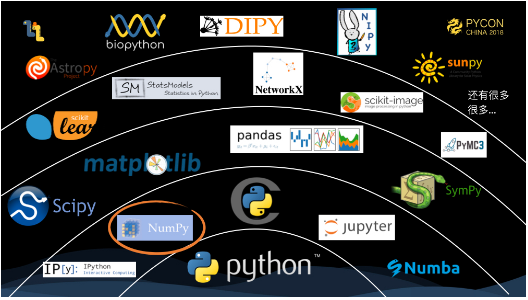 biopython
DIPY
NIPy
PYCON
CHINA 2018
Astropy
Project
SM
StatsModels
Statistics in Python
NetworkX
sunpy
scikit-image
image processing in python
还有很多
很多...
scikit
learn
pandas
PyMC3
matplotlib
Scipy
NumPy
C
jupyter
SymPy
IP[y]:
IPython
Interactive Computing
python™
Numba